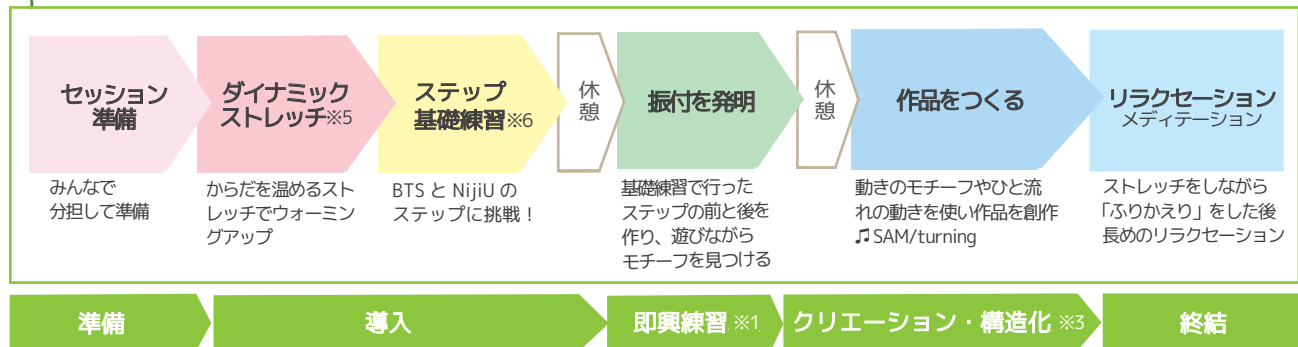 セッション
準備
みんなで
分担して準備
ダイナミック
ストレッチ※5
からだを温めるスト
レッチでウォーミン
グアップ
ステップ
基礎練習※6
BTS と NijiU の
ステップに挑戦！
休
憩
振付を発明
基礎練習で行った
ステップの前と後を
作り、遊びながら
モチーフを見つける
休
憩
作品をつくる
動きのモチーフやひと流
れの動きを使い作品を創作
♫ SAM/turning
リラクセーション
メディテーション
ストレッチをしながら
「ふりかえり」をした後
長めのリラクセーション
準備
導入
即興練習 ※1
クリエーション・構造化 ※3
終結